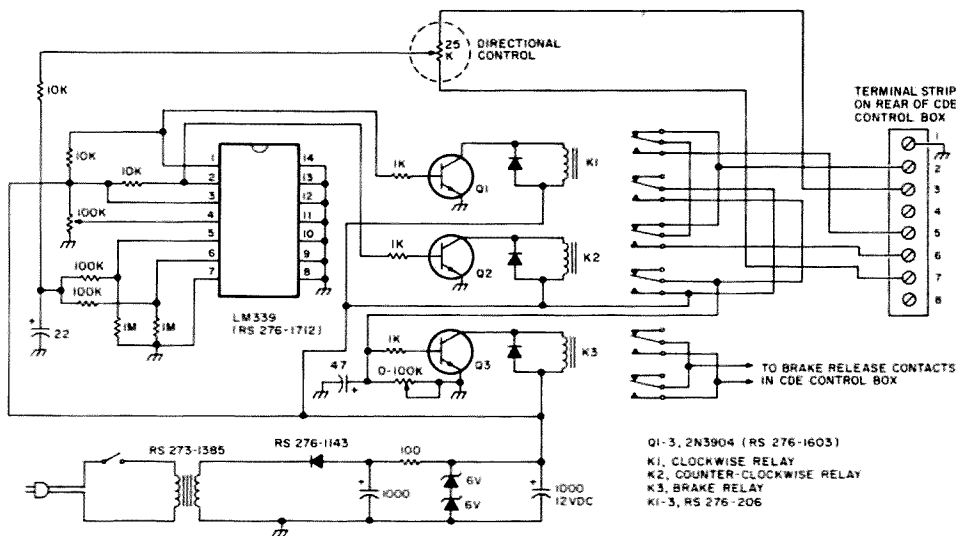 25
K
DIRECTIONAL
CONTROL
10K
TERMINAL STRIP
ON REAR OF CDE
CONTROL BOX
10K
10K
100K
1
2
3
4
5
6
7
14
13
12
11
10
9
8
LM339
(RS 276-1712)
100K
100K
+
22
1M
1M
1K
Q1
K1
1K
Q2
K2
1K
Q3
K3
0-100K
47
+
1
2
3
4
5
6
7
8
TO BRAKE RELEASE CONTACTS
IN CDE CONTROL BOX
RS 273-1385
RS 276-1143
100
+
1000
6V
6V
+
1000
12VDC
Q1-3, 2N3904 (RS 276-1603)
K1, CLOCKWISE RELAY
K2, COUNTER-CLOCKWISE RELAY
K3, BRAKE RELAY
K1-3, RS 276-206